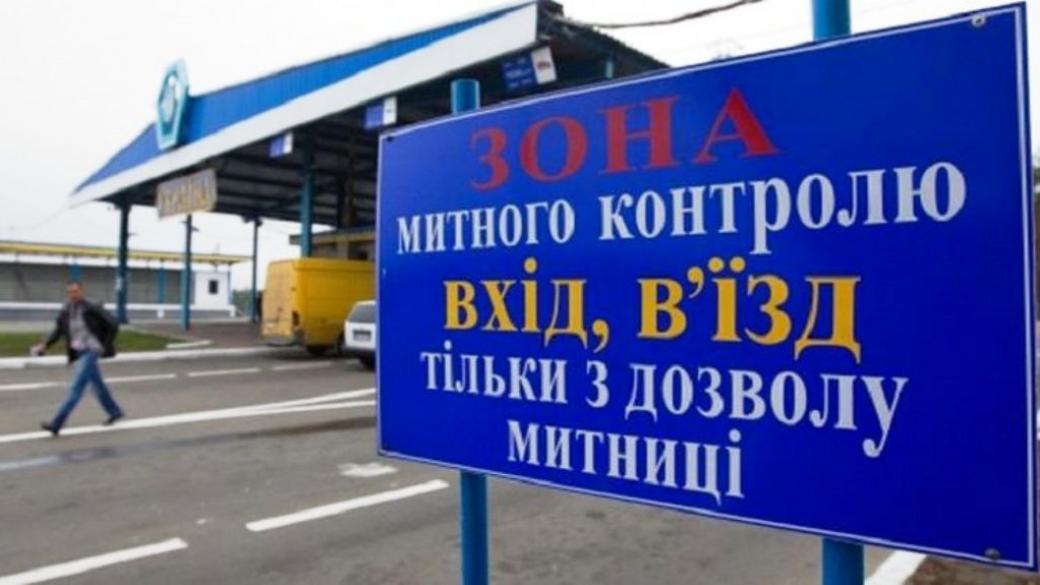 ЗОНА
МИТНОГО КОНТРОЛЮ
ВХІД, В'ЇЗД
ТІЛЬКИ З ДОЗВОЛУ
МИТНИЦІ